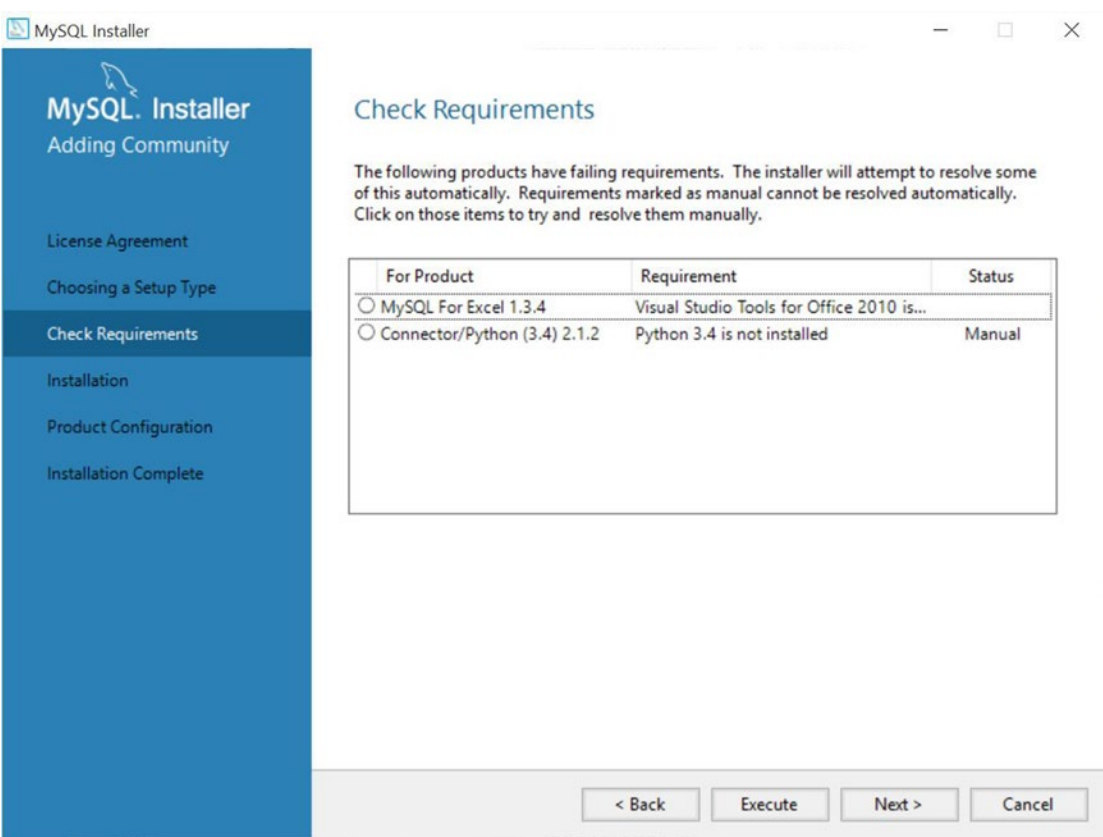 MySQL Installer
MySQL. Installer
Adding Community
License Agreement
Choosing a Setup Type
Check Requirements
Installation
Product Configuration
Installation Complete
Check Requirements
The following products have failing requirements. The installer will attempt to resolve some
of this automatically. Requirements marked as manual cannot be resolved automatically.
Click on those items to try and resolve them manually.
For Product Requirement Status
MySQL For Excel 1.3.4 Visual Studio Tools for Office 2010 is...
Connector/Python (3.4) 2.1.2 Python 3.4 is not installed Manual
< Back Execute Next > Cancel